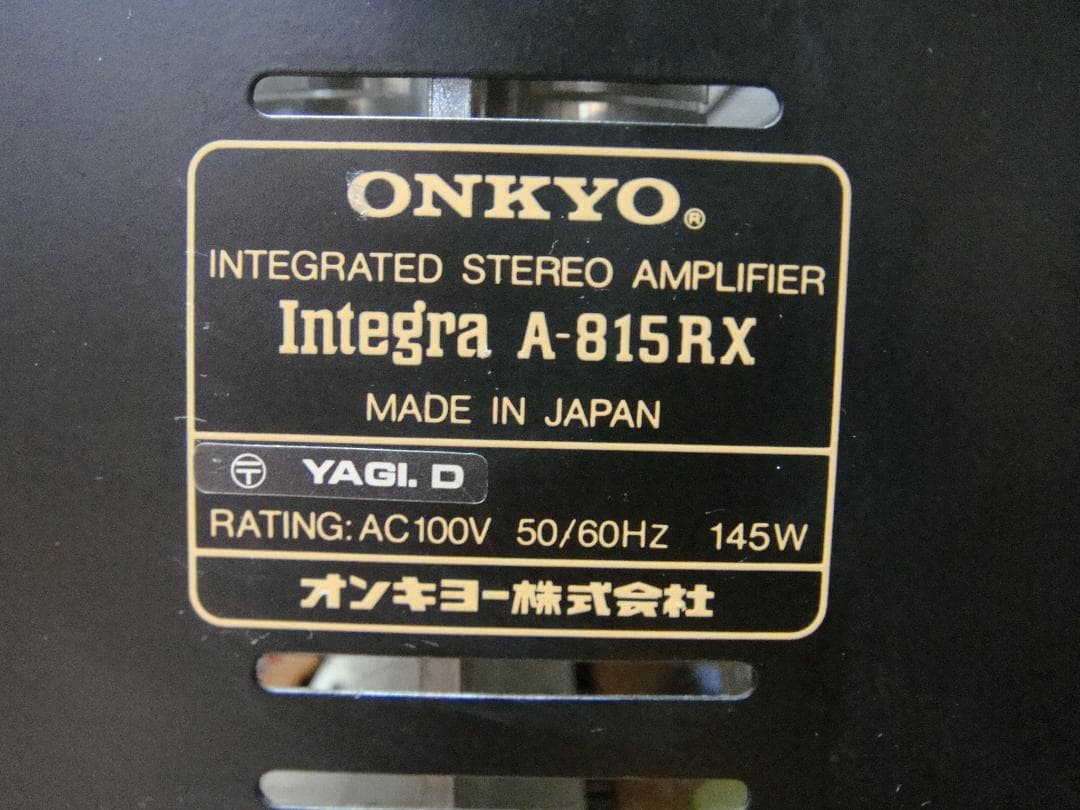 ONKYO®
INTEGRATED STEREO AMPLIFIER
Integra A-815RX
MADE IN JAPAN
〒 YAGI. D
RATING: AC100V 50/60Hz 145W
オンキヨー株式会社